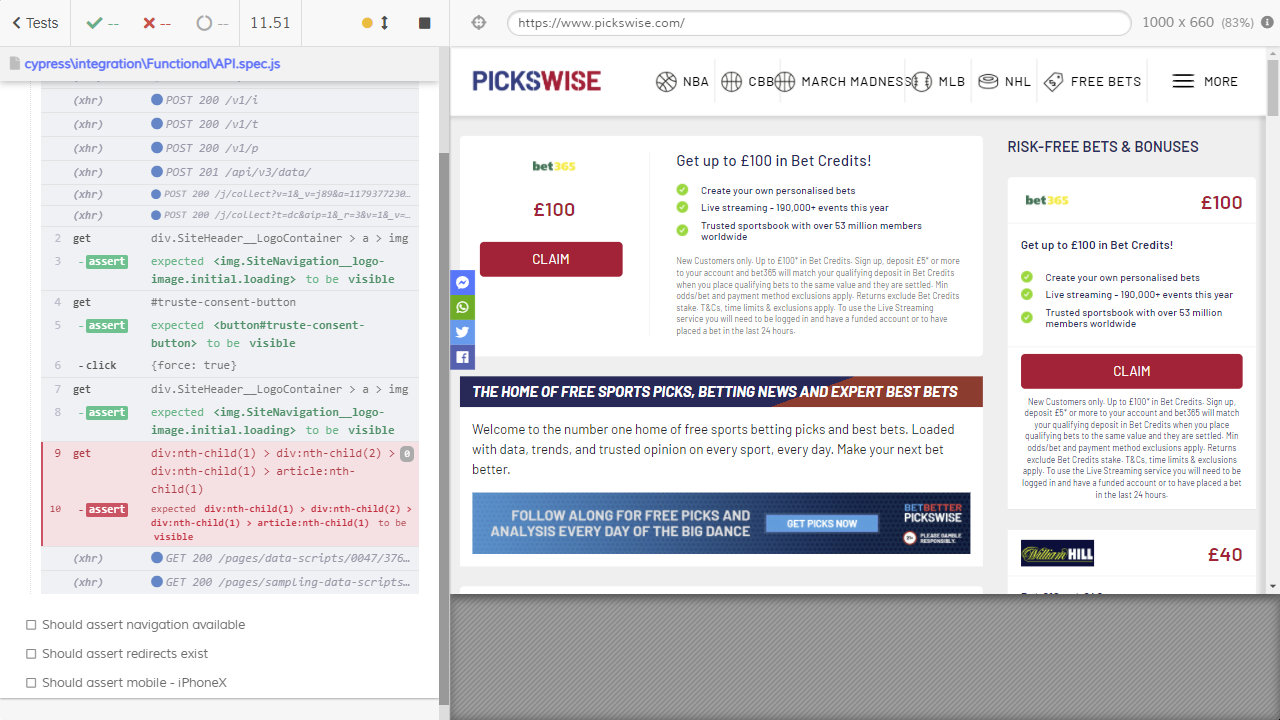 Tests
--
--
--
11.51
https://www.pickswise.com/
1000 x 660 (83%)
cypress\integration\Functional\API.spec.js
(xhr) POST 200 /v1/i
(xhr) POST 200 /v1/t
(xhr) POST 200 /v1/p
(xhr) POST 201 /api/v3/data/
(xhr) POST 200 /j/collect?v=1&_v=j89&a=1179377230...
(xhr) POST 200 /j/collect?t=dc&aip=1&_r=3&v=1&_v=...
2 get div.SiteHeader__LogoContainer > a > img
3 -assert expected <img.SiteNavigation__logo-
image.initial.loading> to be visible
4 get #truste-consent-button
5 -assert expected <button#truste-consent-
button> to be visible
6 -click {force: true}
7 get div.SiteHeader__LogoContainer > a > img
8 -assert expected <img.SiteNavigation__logo-
image.initial.loading> to be visible
9 get div:nth-child(1) > div:nth-child(2) > 0
div:nth-child(1) > article:nth-
child(1)
10 -assert expected div:nth-child(1) > div:nth-child(2) >
div:nth-child(1) > article:nth-child(1) to be
visible
(xhr) GET 200 /pages/data-scripts/0047/376...
(xhr) GET 200 /pages/sampling-data-scripts...
Should assert navigation available
Should assert redirects exist
Should assert mobile - iPhoneX
PICKSWISE
NBA
CBB
MARCH MADNESS
MLB
NHL
FREE BETS
MORE
bet365
£100
CLAIM
Get up to £100 in Bet Credits!
Create your own personalised bets
Live streaming - 190,000+ events this year
Trusted sportsbook with over 53 million members
worldwide
New Customers only. Up to £100* in Bet Credits. Sign up, deposit £5* or more
to your account and bet365 will match your qualifying deposit in Bet Credits
when you place qualifying bets to the same value and they are settled. Min
odds/bet and payment method exclusions apply. Returns exclude Bet Credits
stake. T&Cs, time limits & exclusions apply. To use the Live Streaming
service you will need to be logged in and have a funded account or to have
placed a bet in the last 24 hours.
THE HOME OF FREE SPORTS PICKS, BETTING NEWS AND EXPERT BEST BETS
Welcome to the number one home of free sports betting picks and best bets. Loaded
with data, trends, and trusted opinion on every sport, every day. Make your next bet
better.
FOLLOW ALONG FOR FREE PICKS AND
ANALYSIS EVERY DAY OF THE BIG DANCE
GET PICKS NOW
BETBETTER
PICKSWISE
PLEASE GAMBLE
RESPONSIBLY.
RISK-FREE BETS & BONUSES
bet365
£100
Get up to £100 in Bet Credits!
Create your own personalised bets
Live streaming - 190,000+ events this year
Trusted sportsbook with over 53 million
members worldwide
CLAIM
New Customers only. Up to £100* in Bet Credits. Sign up,
deposit £5* or more to your account and bet365 will match
your qualifying deposit in Bet Credits when you place
qualifying bets to the same value and they are settled. Min
odds/bet and payment method exclusions apply. Returns
exclude Bet Credits stake. T&Cs, time limits & exclusions
apply. To use the Live Streaming service you will need to be
logged in and have a funded account or to have placed a bet
in the last 24 hours.
William HILL
£40